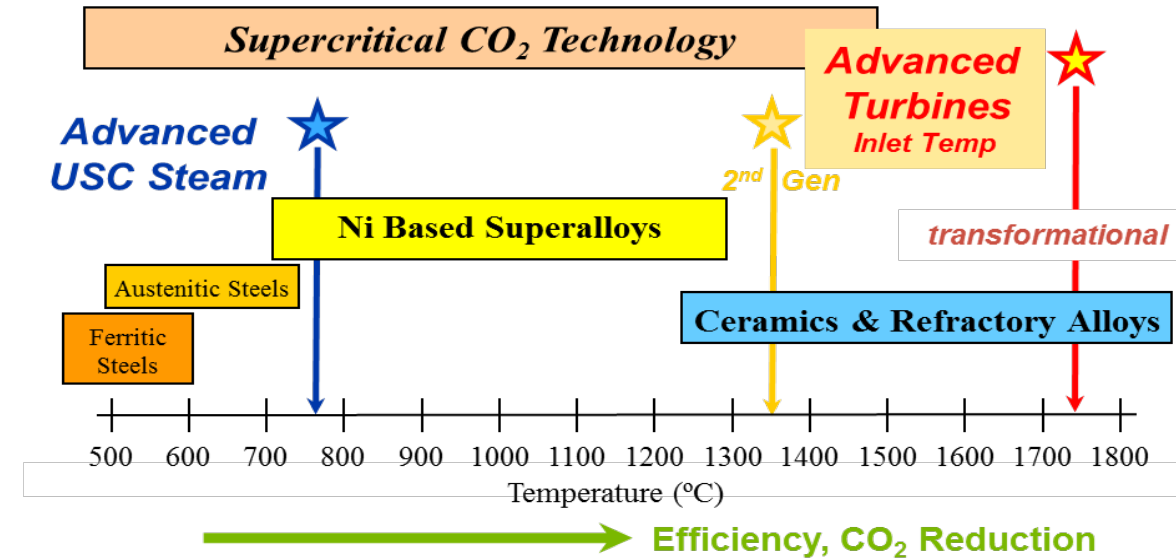 Supercritical CO₂ Technology
Advanced
Turbines
Inlet Temp
Advanced
USC Steam
2nd Gen
Ni Based Superalloys
transformational
Austenitic Steels
Ceramics & Refractory Alloys
Ferritic
Steels
500 600 700 800 900 1000 1100 1200 1300 1400 1500 1600 1700 1800
Temperature (ºC)
Efficiency, CO₂ Reduction